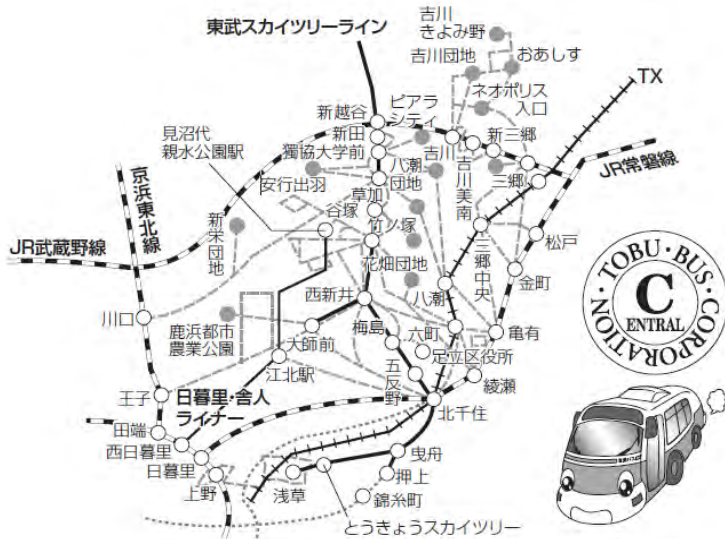 東武スカイツリーライン
吉川
きよみ野
吉川団地
おあしす
ネオポリス
入口
TX
新越谷
ピアラ
シティ
見沼代
親水公園駅
新田
獨協大学前
吉川
新三郷
八潮
団地
安行出羽
草加
吉川美南
三郷
JR常磐線
京浜東北線
谷塚
竹ノ塚
新栄団地
JR武蔵野線
花畑団地
三郷中央
松戸
西新井
八潮
金町
川口
鹿浜都市
農業公園
大師前
梅島
六町
亀有
足立区役所
江北駅
五反野
綾瀬
王子
日暮里・舎人
ライナー
北千住
田端
西日暮里
日暮里
曳舟
上野
浅草
押上
錦糸町
とうきょうスカイツリー
TOBU・BUS・CORPORATION・
C
ENTRAL